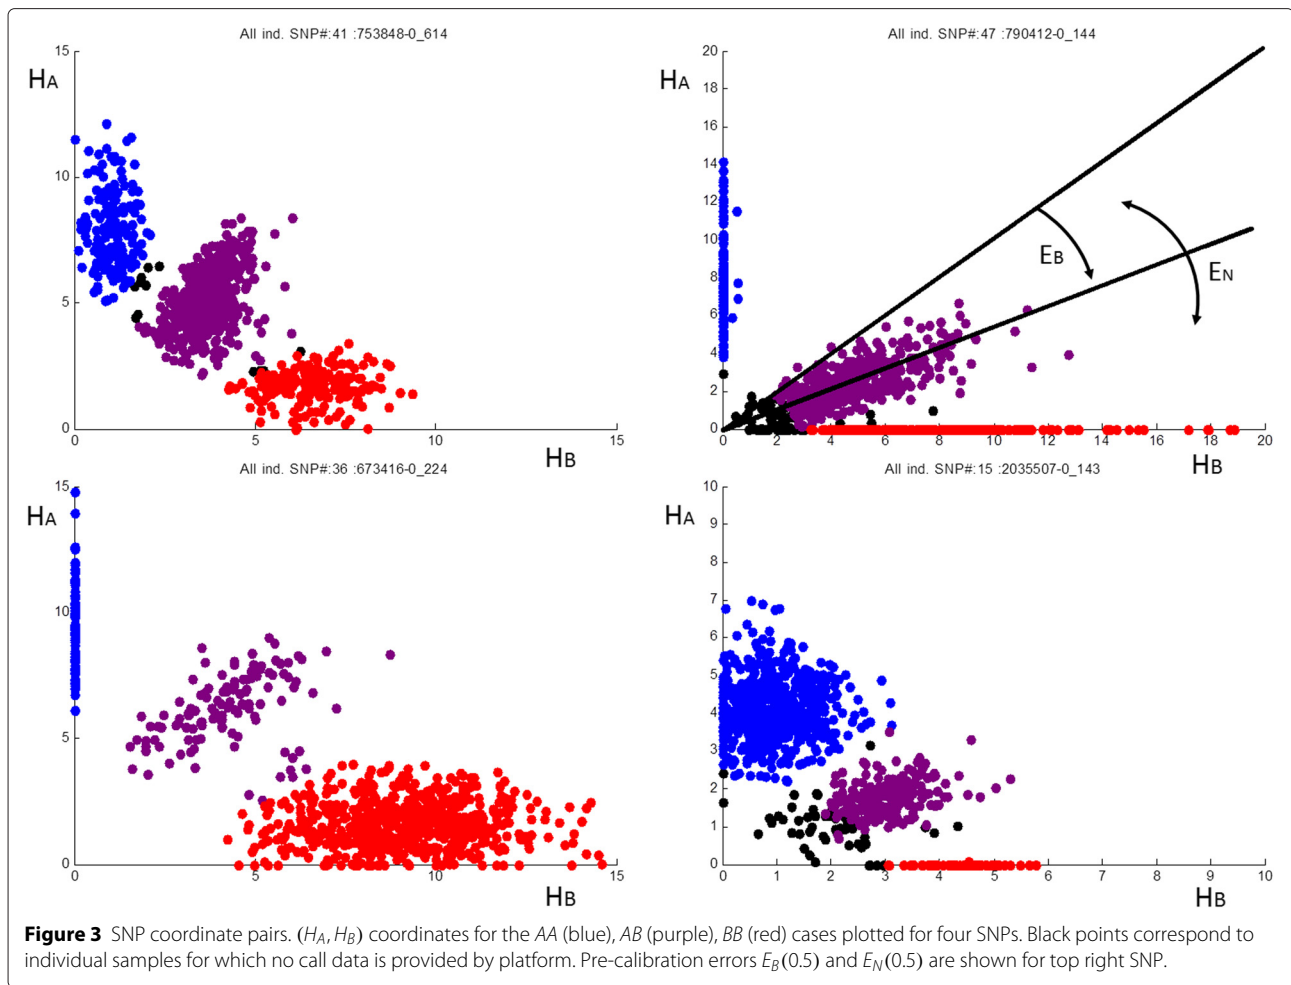 All ind. SNP#:41 :753848-0_614
HA
15
10
5
0
0 5 10 15
HB
All ind. SNP#:47 :790412-0_144
HA
20
18
16
14
12
10
8
6
4
2
0
EB
EN
0 2 4 6 8 10 12 14 16 18 20
HB
All ind. SNP#:36 :673416-0_224
HA
15
10
5
0
0 5 10 15
HB
All ind. SNP#:15 :2035507-0_143
HA
10
9
8
7
6
5
4
3
2
1
0
0 1 2 3 4 5 6 7 8 9 10
HB
Figure 3 SNP coordinate pairs. (HA, HB) coordinates for the AA (blue), AB (purple), BB (red) cases plotted for four SNPs. Black points correspond to
individual samples for which no call data is provided by platform. Pre-calibration errors EB(0.5) and EN(0.5) are shown for top right SNP.